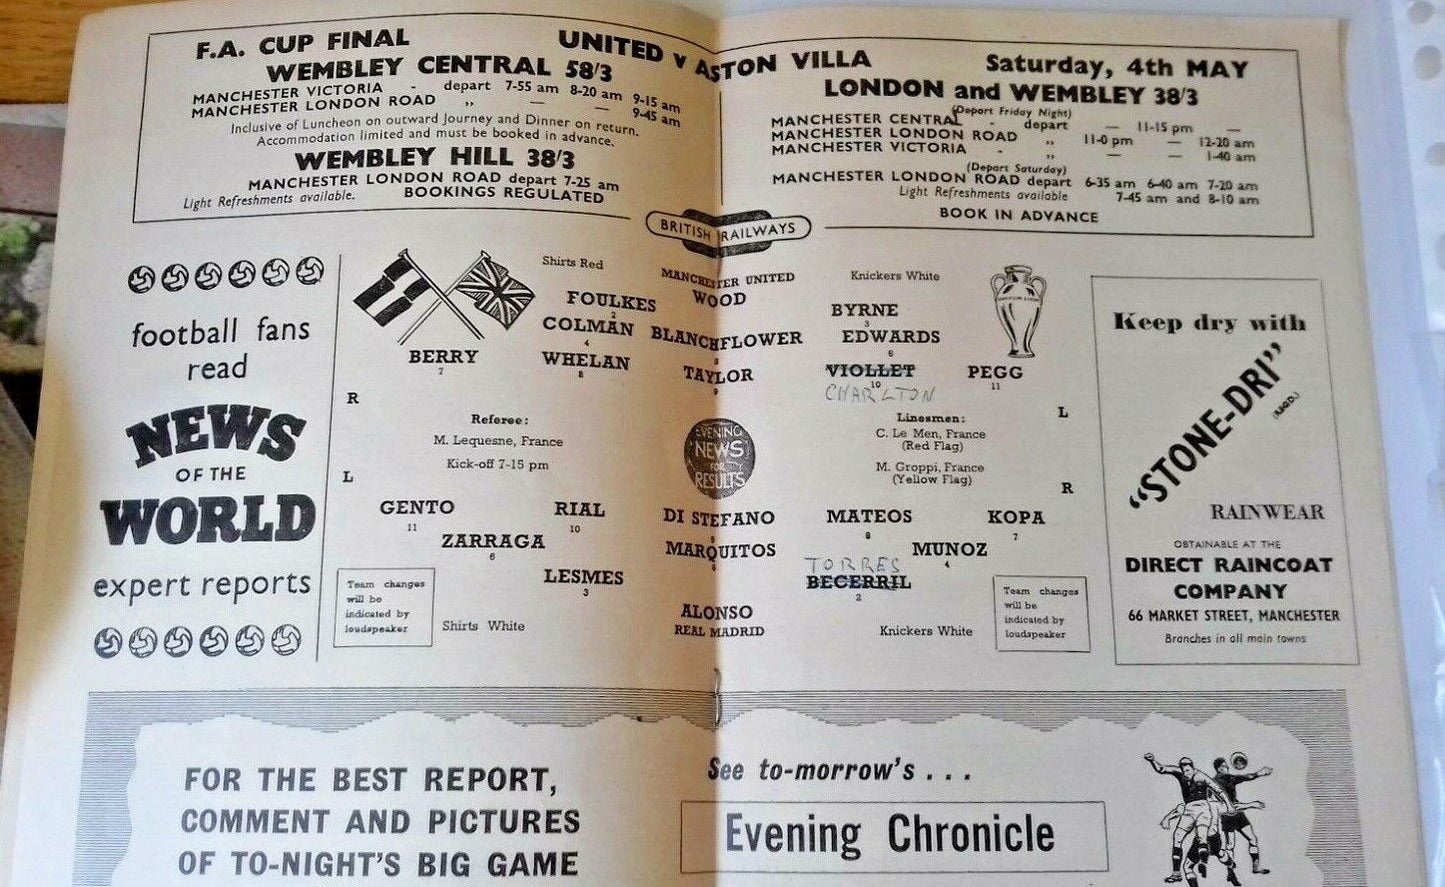 F.A. CUP FINAL UNITED V ASTON VILLA Saturday, 4th MAY
WEMBLEY CENTRAL 58/3
MANCHESTER VICTORIA - depart 7-55 am 8-20 am 9-15 am
MANCHESTER LONDON ROAD „ — — 9-45 am
Inclusive of Luncheon on outward Journey and Dinner on return.
Accommodation limited and must be booked in advance.
WEMBLEY HILL 38/3
MANCHESTER LONDON ROAD depart 7-25 am
Light Refreshments available. BOOKINGS REGULATED
LONDON and WEMBLEY 38/3
(Depart Friday Night)
MANCHESTER CENTRAL - depart — 11-15 pm —
MANCHESTER LONDON ROAD „ 11-0 pm — 12-20 am
MANCHESTER VICTORIA - „ — — 1-40 am
(Depart Saturday)
MANCHESTER LONDON ROAD depart 6-35 am 6-40 am 7-20 am
Light Refreshments available 7-45 am and 8-10 am
BOOK IN ADVANCE
BRITISH RAILWAYS
football fans
read
NEWS
OF THE
WORLD
expert reports
Shirts Red MANCHESTER UNITED Knickers White
WOOD
FOULKES BYRNE
2 3
COLMAN BLANCHFLOWER EDWARDS
4 5 6
BERRY WHELAN TAYLOR VIOLLET PEGG
7 8 9 10 11
CHARLTON
R L
Referee:
M. Lequesne, France
Kick-off 7-15 pm
EVENING
NEWS
FOR
RESULTS
Linesmen:
C. Le Men, France
(Red Flag)
M. Groppi, France
(Yellow Flag)
L R
GENTO RIAL DI STEFANO MATEOS KOPA
11 10 9 8 7
ZARRAGA MARQUITOS MUNOZ
6 5 4
TORRES
LESMES BECERRIL
3 2
ALONSO
Shirts White REAL MADRID Knickers White
Team changes
will be
indicated by
loudspeaker
Team changes
will be
indicated by
loudspeaker
Keep dry with
"STONE-DRI"
RAINWEAR
OBTAINABLE AT THE
DIRECT RAINCOAT
COMPANY
66 MARKET STREET, MANCHESTER
Branches in all main towns
FOR THE BEST REPORT,
COMMENT AND PICTURES
OF TO-NIGHT'S BIG GAME
See to-morrow's . . .
Evening Chronicle